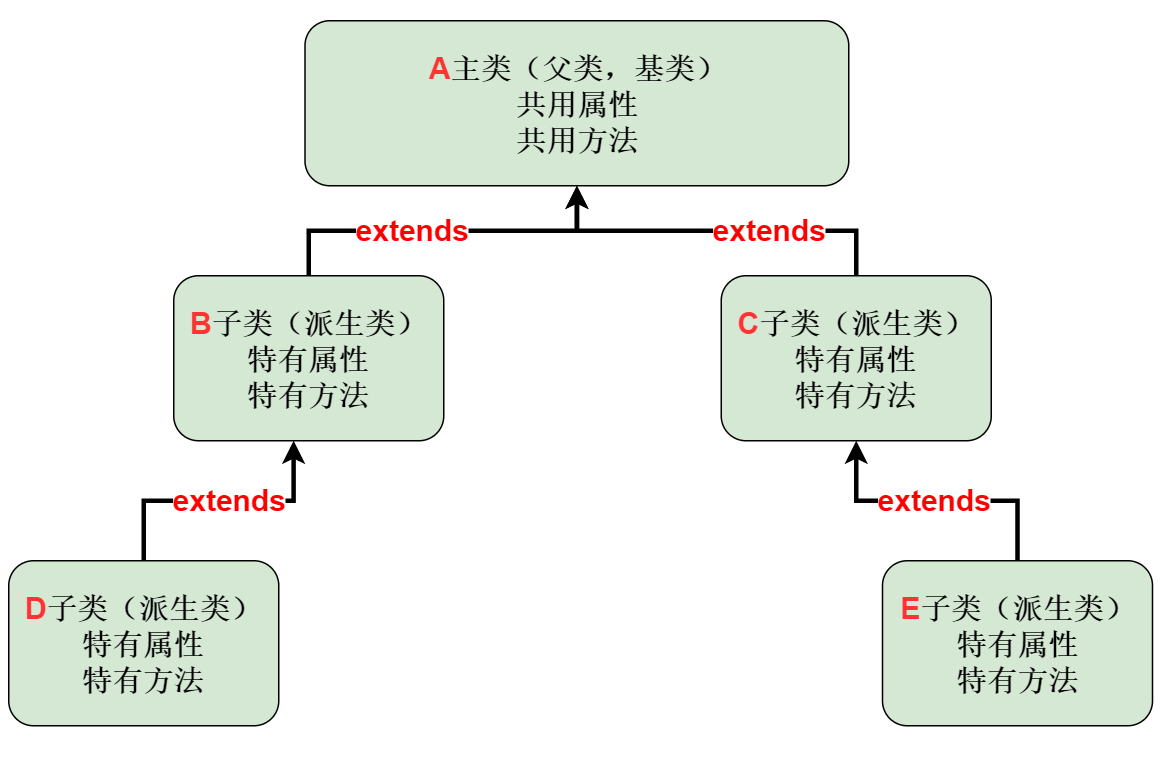 A主类（父类，基类）
共用属性
共用方法
extends
extends
B子类（派生类）
特有属性
特有方法
C子类（派生类）
特有属性
特有方法
extends
extends
D子类（派生类）
特有属性
特有方法
E子类（派生类）
特有属性
特有方法